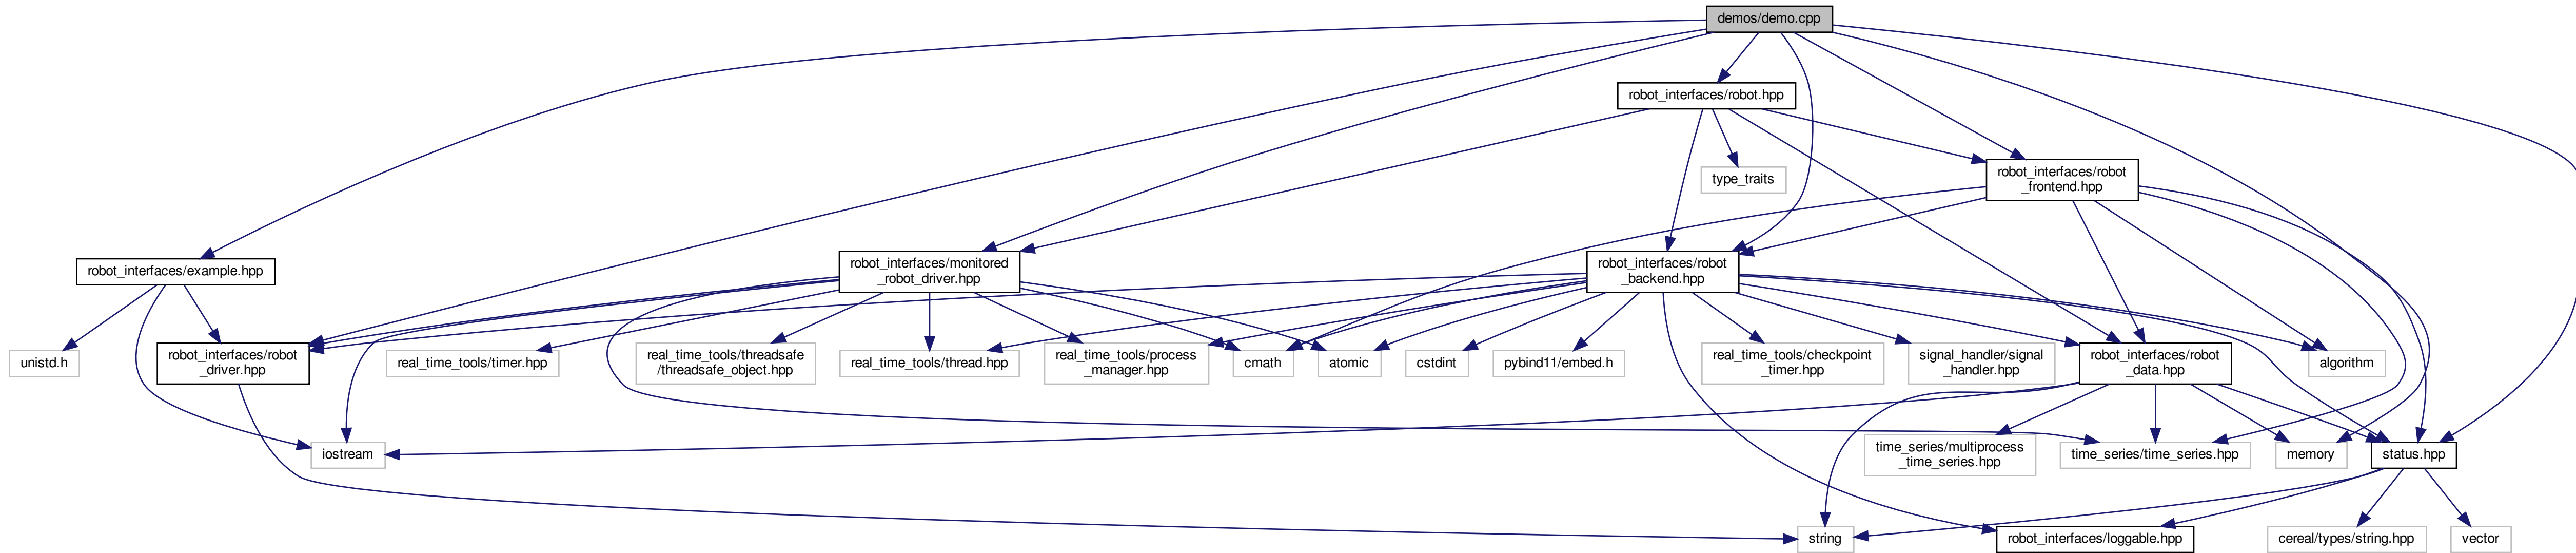 demos/demo.cpp
robot_interfaces/robot.hpp
type_traits
robot_interfaces/robot
_frontend.hpp
robot_interfaces/example.hpp
robot_interfaces/monitored
_robot_driver.hpp
robot_interfaces/robot
_backend.hpp
unistd.h
robot_interfaces/robot
_driver.hpp
real_time_tools/timer.hpp
real_time_tools/threadsafe
/threadsafe_object.hpp
real_time_tools/thread.hpp
real_time_tools/process
_manager.hpp
cmath
atomic
cstdint
pybind11/embed.h
real_time_tools/checkpoint
_timer.hpp
signal_handler/signal
_handler.hpp
robot_interfaces/robot
_data.hpp
algorithm
iostream
time_series/multiprocess
_time_series.hpp
time_series/time_series.hpp
memory
status.hpp
string
robot_interfaces/loggable.hpp
cereal/types/string.hpp
vector